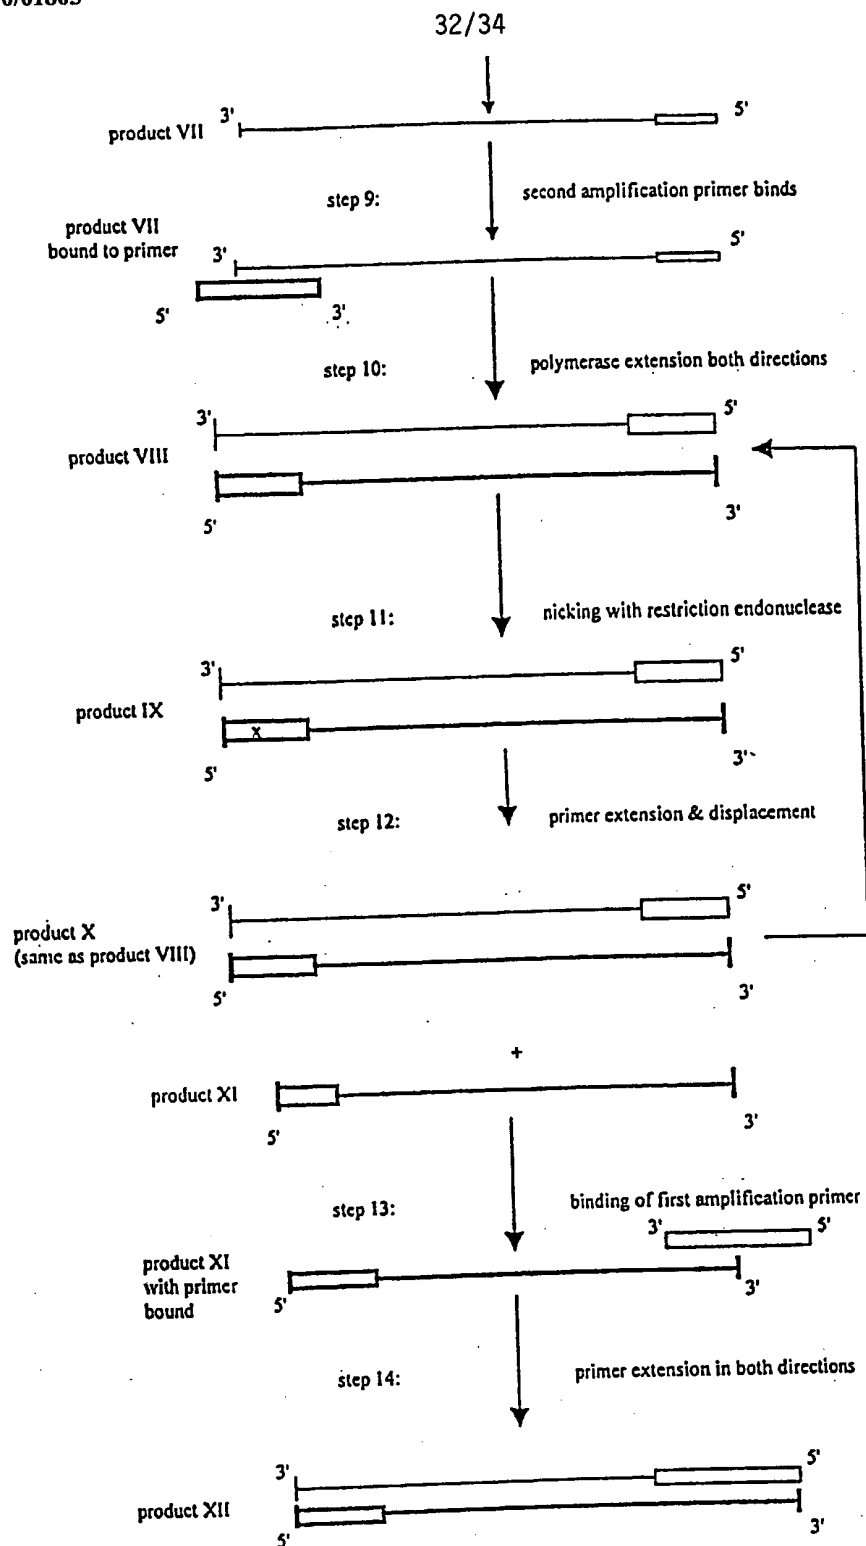 32/34
3' 5'
product VII
step 9: second amplification primer binds
product VII
bound to primer
3' 5'
5' 3'
step 10: polymerase extension both directions
3' 5'
product VIII
5' 3'
step 11: nicking with restriction endonuclease
3' 5'
product IX
x
5' 3'
step 12: primer extension & displacement
3' 5'
product X
(same as product VIII)
5' 3'
+
product XI
5' 3'
step 13: binding of first amplification primer
3' 5'
product XI
with primer
bound
5' 3'
step 14: primer extension in both directions
3' 5'
product XII
5' 3'